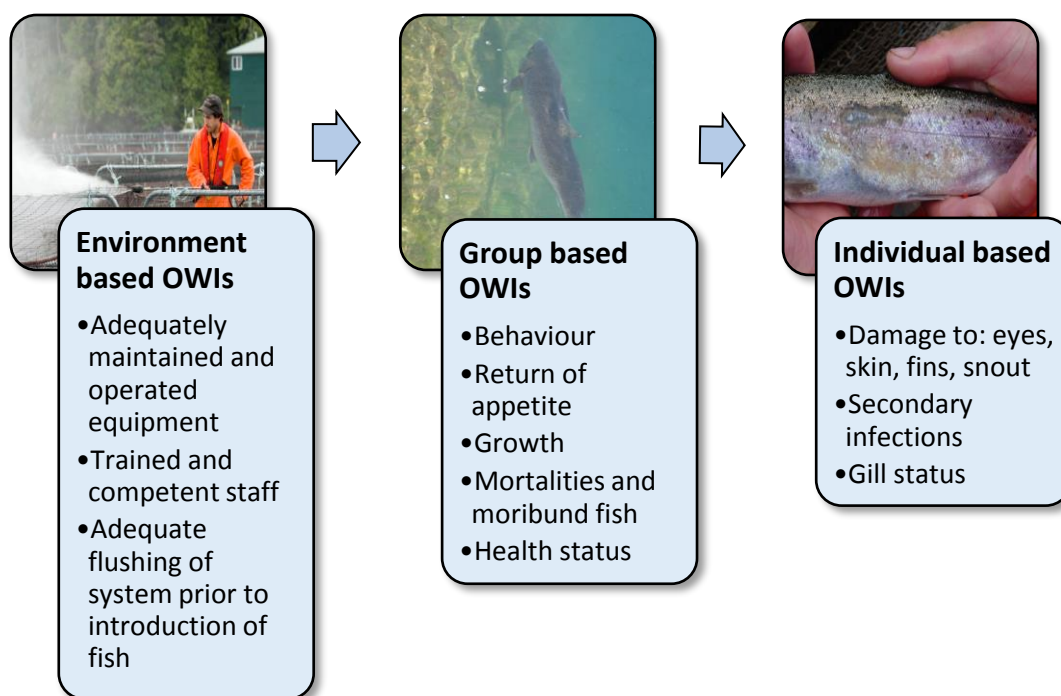 Environment
based OWIs
•Adequately
maintained and
operated
equipment
•Trained and
competent staff
•Adequate
flushing of
system prior to
introduction of
fish
Group based
OWIs
•Behaviour
•Return of
appetite
•Growth
•Mortalities and
moribund fish
•Health status
Individual based
OWIs
•Damage to: eyes,
skin, fins, snout
•Secondary
infections
•Gill status